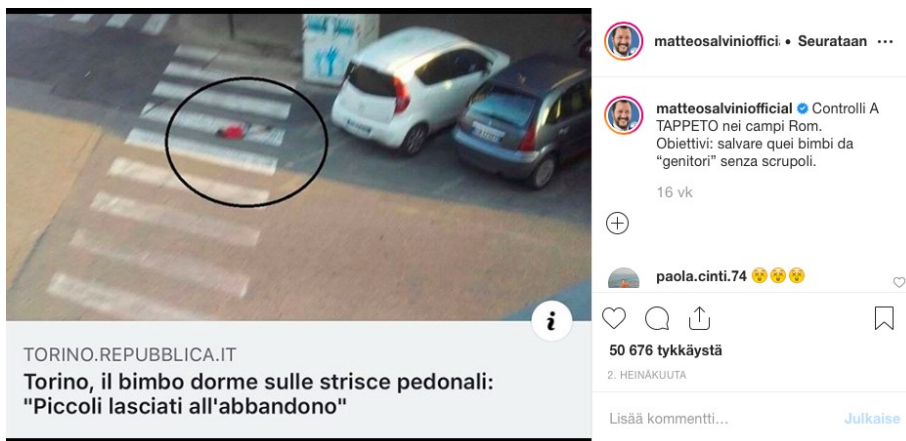 TORINO.REPUBBLICA.IT
Torino, il bimbo dorme sulle strisce pedonali:
"Piccoli lasciati all'abbandono"
matteosalvinioffici • Seurataan
matteosalviniofficial Controlli A
TAPPETO nei campi Rom.
Obiettivi: salvare quei bimbi da
“genitori” senza scrupoli.
16 vk
paola.cinti.74 😵😵😵
50 676 tykkäystä
2. HEINÄKUUTA
Lisää kommentti... Julkaise